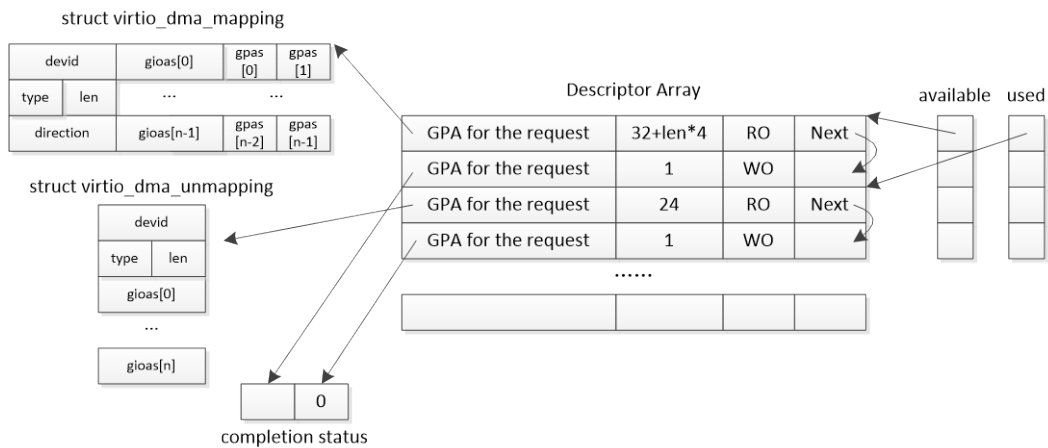 struct virtio_dma_mapping
devid gioas[0] gpas [0] gpas [1]
type len ... ...
direction gioas[n-1] gpas [n-2] gpas [n-1]
struct virtio_dma_unmapping
devid
type len
gioas[0]
...
gioas[n]
Descriptor Array
GPA for the request 32+len*4 RO Next
GPA for the request 1 WO
GPA for the request 24 RO Next
GPA for the request 1 WO
......
available used
0
completion status